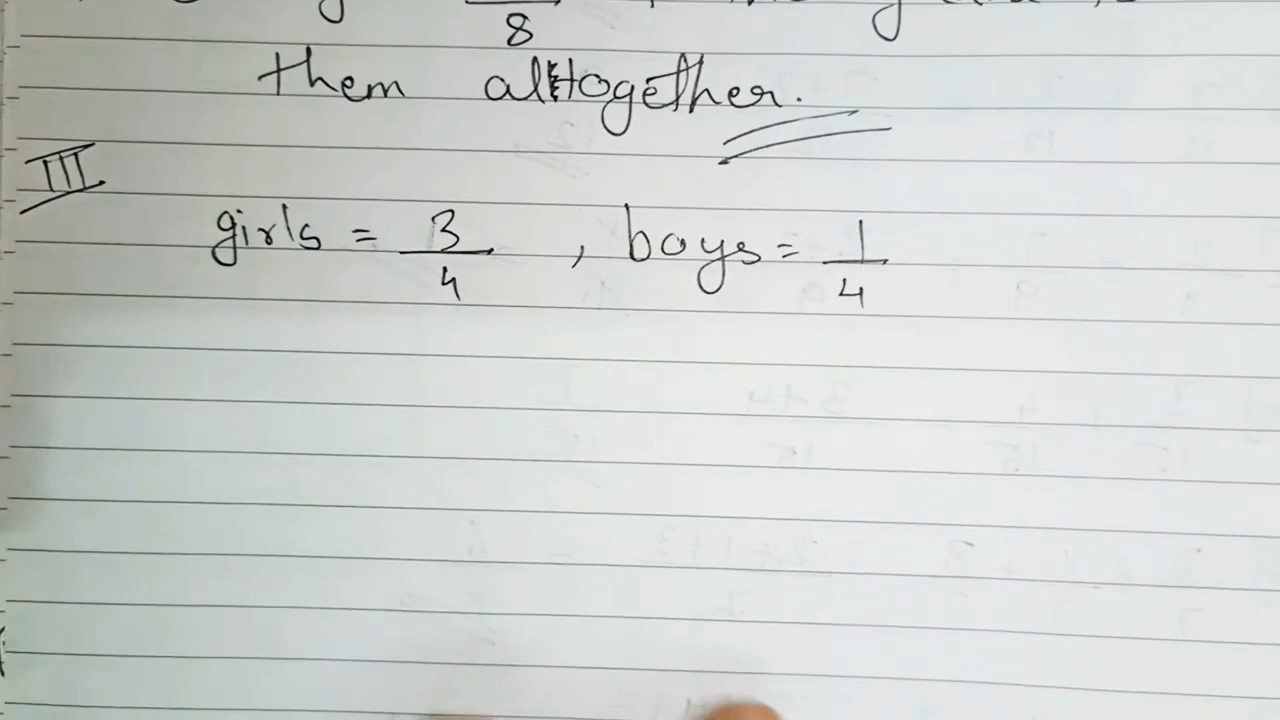 8
them altogether.
III
girls = 3/4 , boys = 1/4